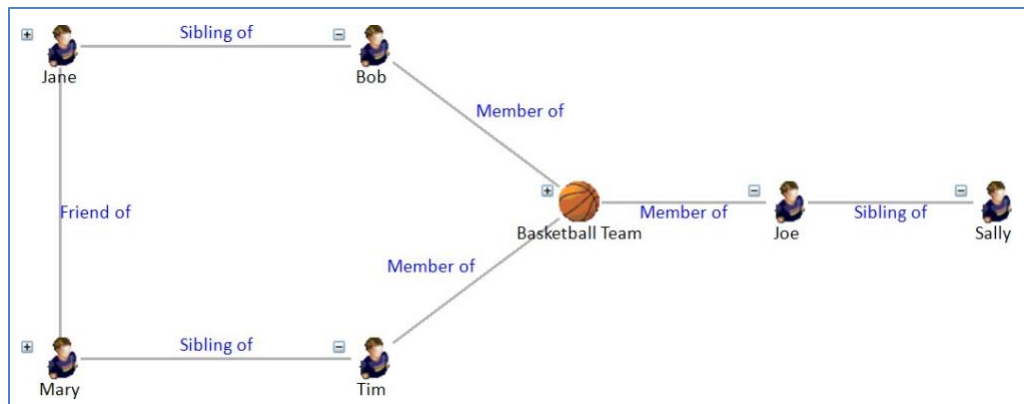 Sibling of
Jane
Bob
Member of
Friend of
Basketball Team
Member of
Joe
Sibling of
Sally
Member of
Sibling of
Mary
Tim